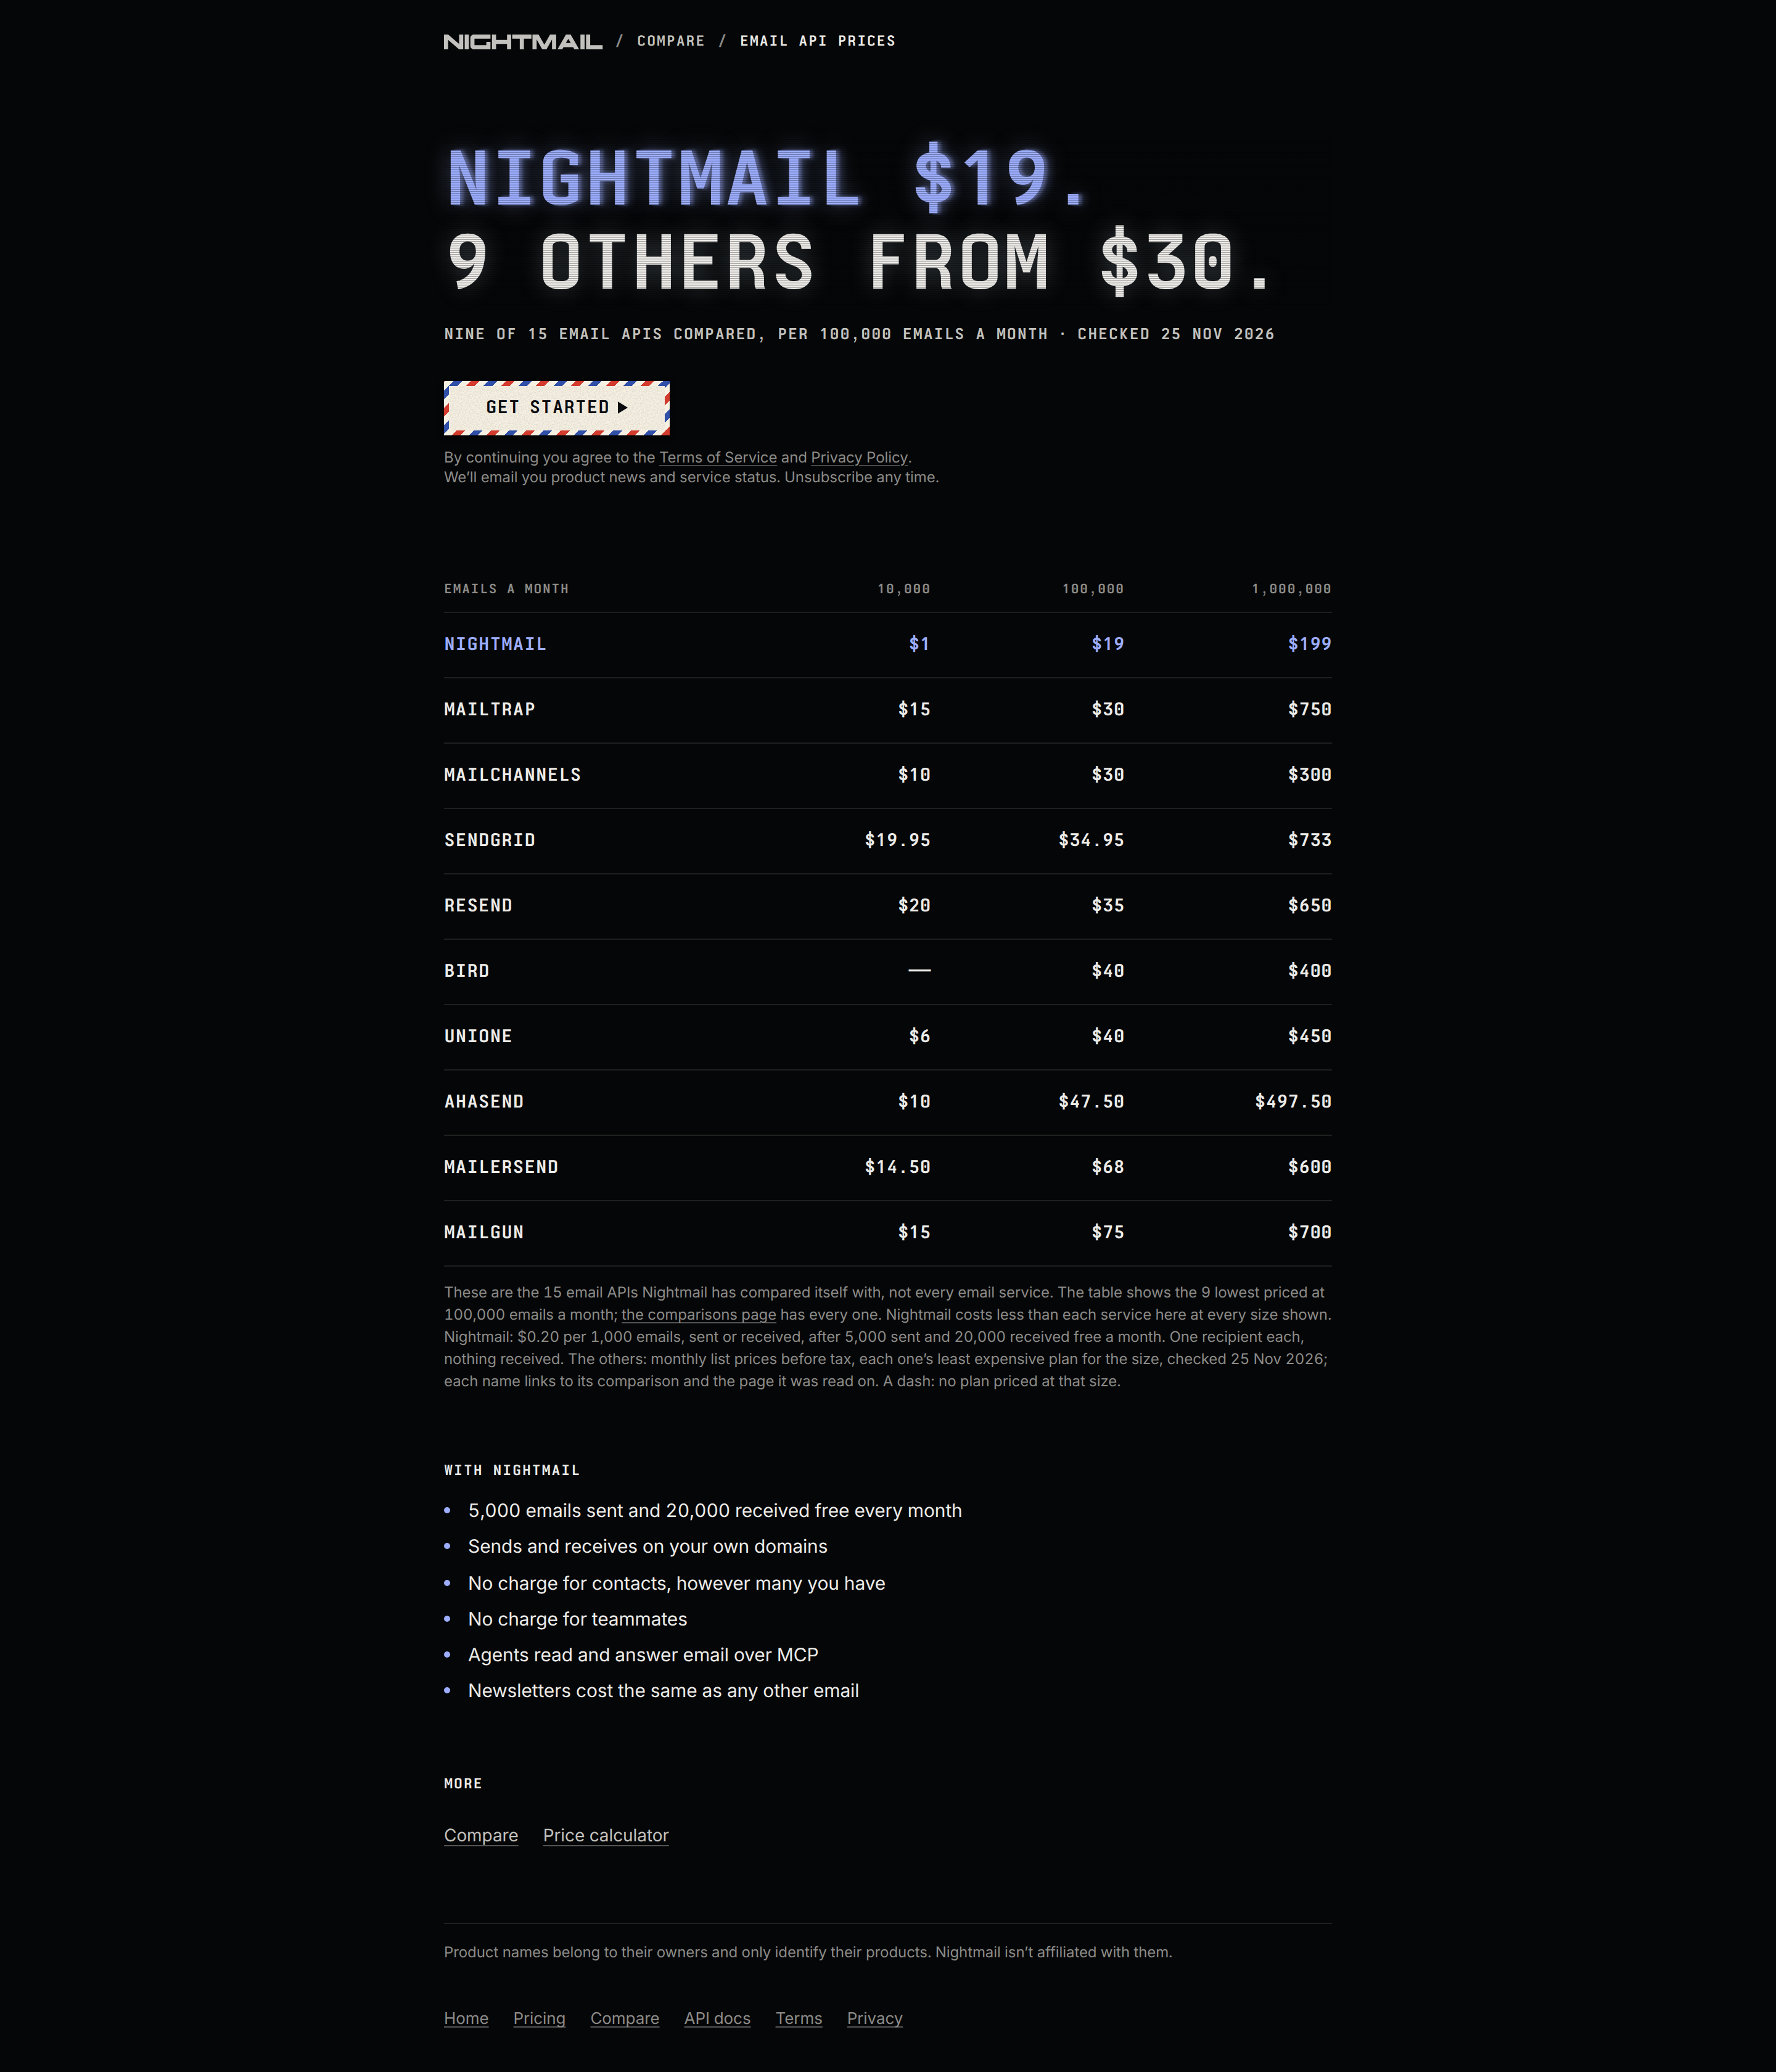 NIGHTMAIL / COMPARE / EMAIL API PRICES
NIGHTMAIL $19.
9 OTHERS FROM $30.
NINE OF 15 EMAIL APIS COMPARED, PER 100,000 EMAILS A MONTH · CHECKED 25 NOV 2026
GET STARTED ▶
By continuing you agree to the Terms of Service and Privacy Policy.
We’ll email you product news and service status. Unsubscribe any time.
EMAILS A MONTH 10,000 100,000 1,000,000
NIGHTMAIL $1 $19 $199
MAILTRAP $15 $30 $750
MAILCHANNELS $10 $30 $300
SENDGRID $19.95 $34.95 $733
RESEND $20 $35 $650
BIRD — $40 $400
UNIONE $6 $40 $450
AHASEND $10 $47.50 $497.50
MAILERSEND $14.50 $68 $600
MAILGUN $15 $75 $700
These are the 15 email APIs Nightmail has compared itself with, not every email service. The table shows the 9 lowest priced at
100,000 emails a month; the comparisons page has every one. Nightmail costs less than each service here at every size shown.
Nightmail: $0.20 per 1,000 emails, sent or received, after 5,000 sent and 20,000 received free a month. One recipient each,
nothing received. The others: monthly list prices before tax, each one’s least expensive plan for the size, checked 25 Nov 2026;
each name links to its comparison and the page it was read on. A dash: no plan priced at that size.
WITH NIGHTMAIL
• 5,000 emails sent and 20,000 received free every month
• Sends and receives on your own domains
• No charge for contacts, however many you have
• No charge for teammates
• Agents read and answer email over MCP
• Newsletters cost the same as any other email
MORE
Compare Price calculator
Product names belong to their owners and only identify their products. Nightmail isn’t affiliated with them.
Home Pricing Compare API docs Terms Privacy